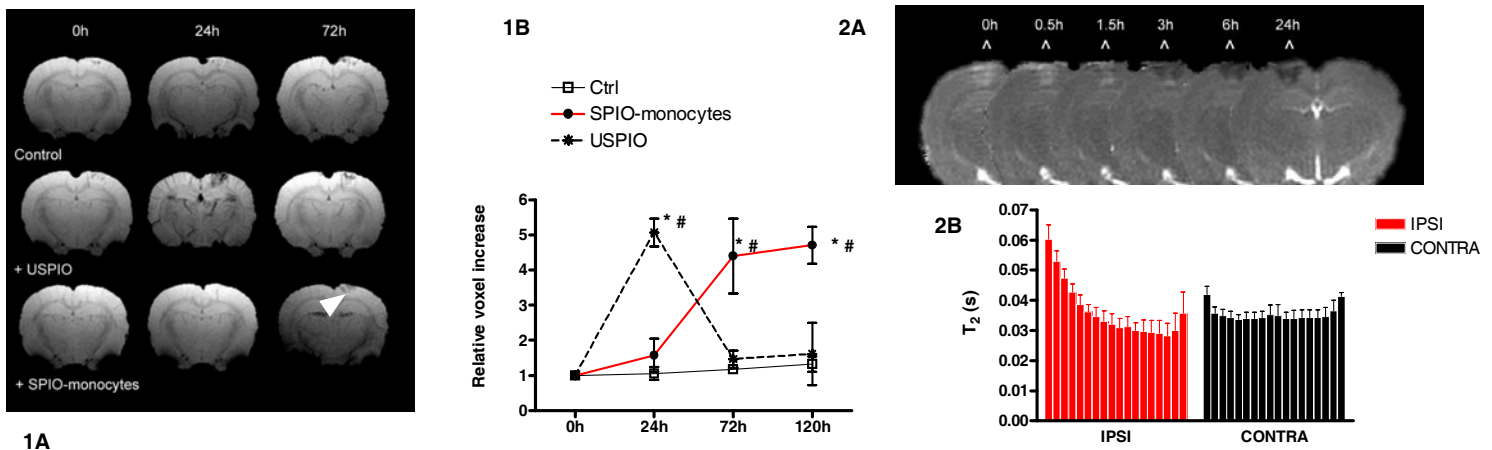 0h 24h 72h
Control
+ USPIO
+ SPIO-monocytes
1A
1B
Ctrl
SPIO-monocytes
USPIO
Relative voxel increase
6
5
4
3
2
1
0
* #
* #
* #
0h 24h 72h 120h
2A
0h 0.5h 1.5h 3h 6h 24h
^ ^ ^ ^ ^ ^
2B
IPSI
CONTRA
T2 (s)
0.07
0.06
0.05
0.04
0.03
0.02
0.01
0.00
IPSI CONTRA